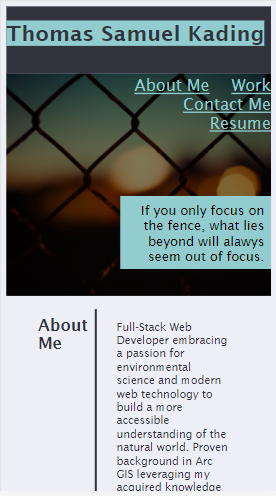 Thomas Samuel Kading
About Me Work
Contact Me
Resume
If you only focus on
the fence, what lies
beyond will alawys
seem out of focus.
About
Me
Full-Stack Web
Developer embracing
a passion for
environmental
science and modern
web technology to
build a more
accessible
understanding of the
natural world. Proven
background in Arc
GIS leveraging my
acquired knowledge